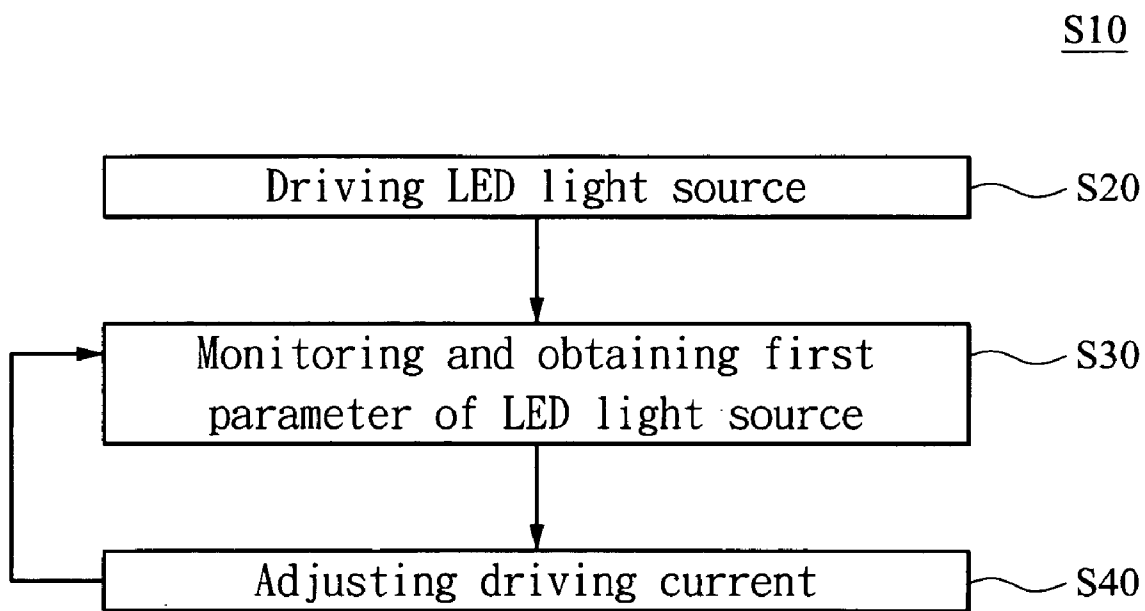 S10
Driving LED light source
S20
Monitoring and obtaining first
parameter of LED light source
S30
Adjusting driving current
S40